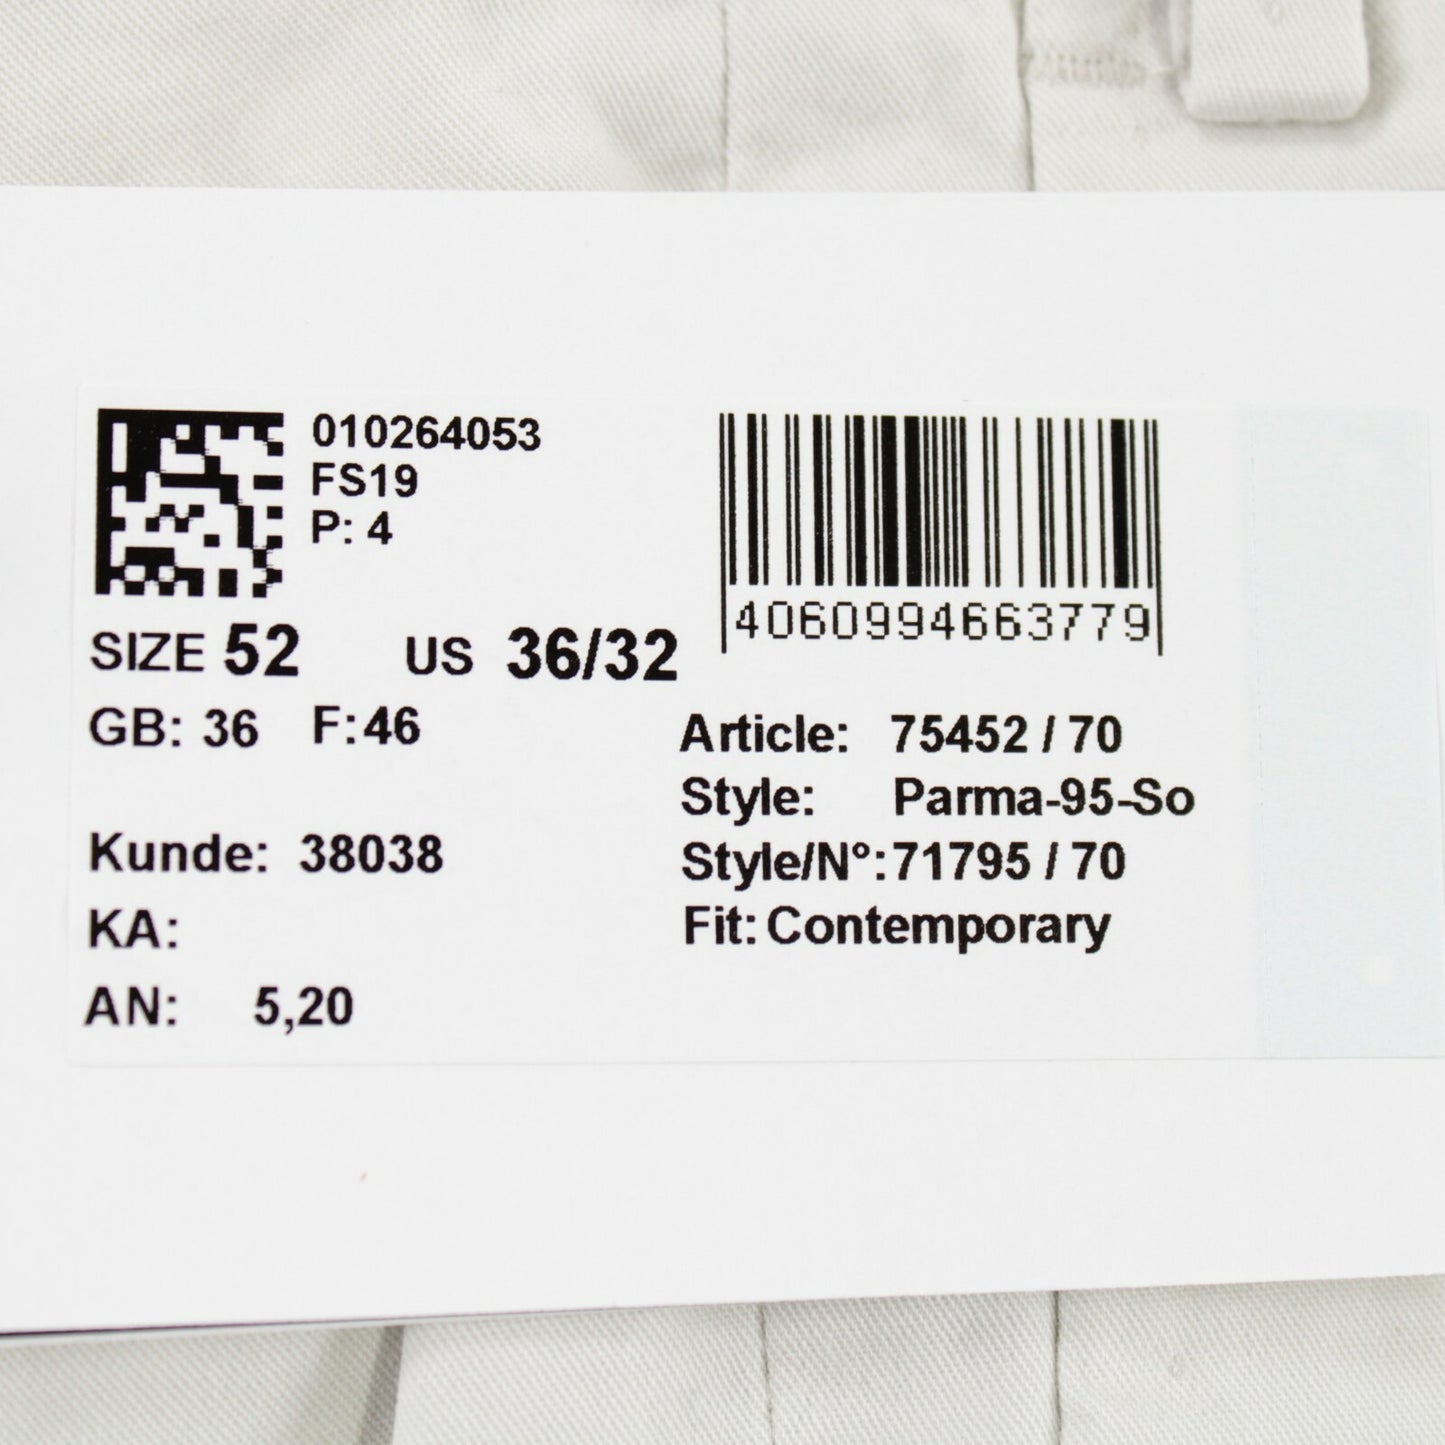 010264053
FS19
P: 4
4060994663779
SIZE 52 US 36/32
GB: 36 F:46
Article: 75452 / 70
Style: Parma-95-So
Style/N°:71795 / 70
Fit: Contemporary
Kunde: 38038
KA:
AN: 5,20